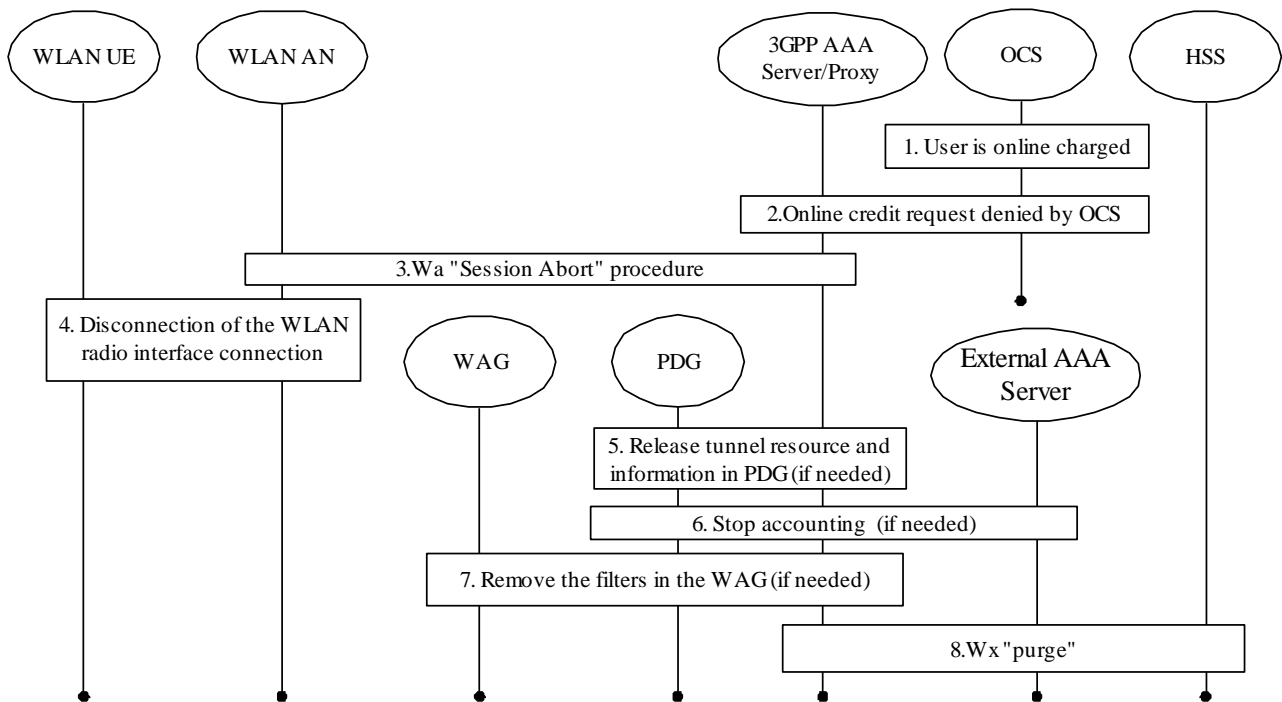 WLAN UE
WLAN AN
3GPP AAA
Server/Proxy
OCS
HSS
1. User is online charged
2.Online credit request denied by OCS
3.Wa "Session Abort" procedure
4. Disconnection of the WLAN
radio interface connection
WAG
PDG
External AAA
Server
5. Release tunnel resource and
information in PDG (if needed)
6. Stop accounting (if needed)
7. Remove the filters in the WAG (if needed)
8.Wx "purge"